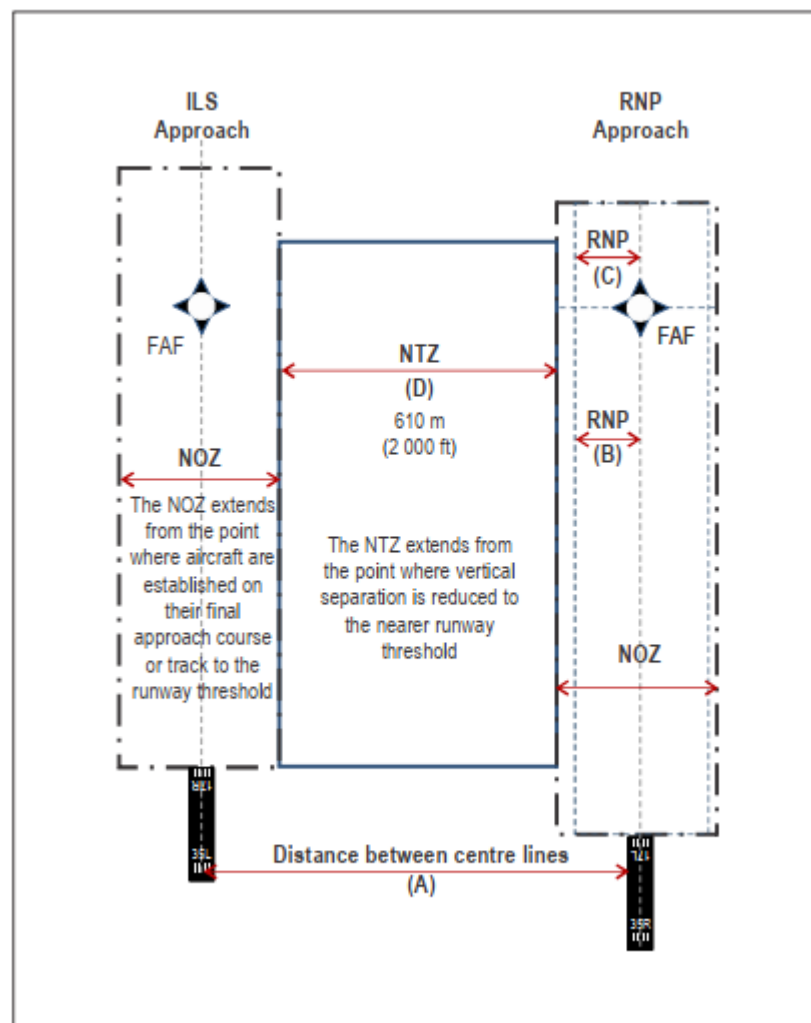 ILS
Approach
RNP
Approach
RNP
(C)
FAF
FAF
NTZ
(D)
610 m
(2 000 ft)
RNP
(B)
NOZ
The NOZ extends
from the point
where aircraft are
established on
their final
approach course
or track to the
runway threshold
The NTZ extends from
the point where vertical
separation is reduced to
the nearer runway
threshold
NOZ
17R
Distance between centre lines
(A)
17L
35R